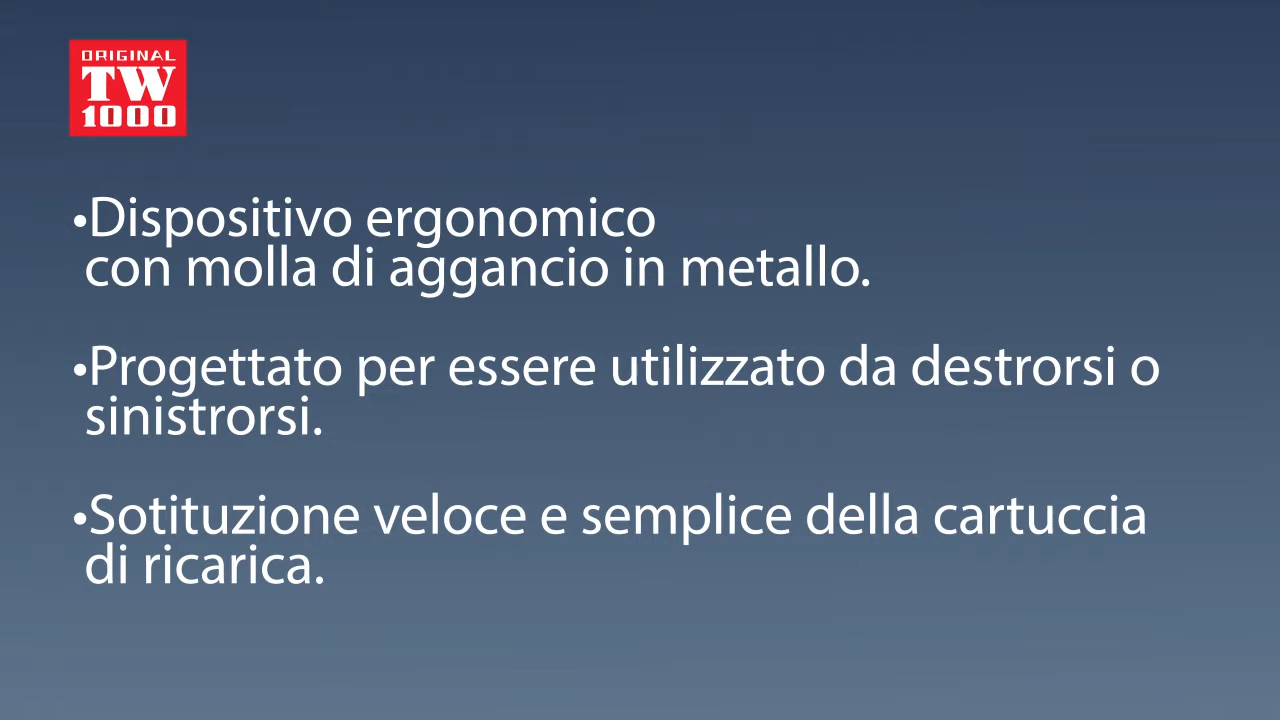 ORIGINAL
TW
1000
•Dispositivo ergonomico
con molla di aggancio in metallo.
•Progettato per essere utilizzato da destrorsi o
sinistrorsi.
•Sotituzione veloce e semplice della cartuccia
di ricarica.